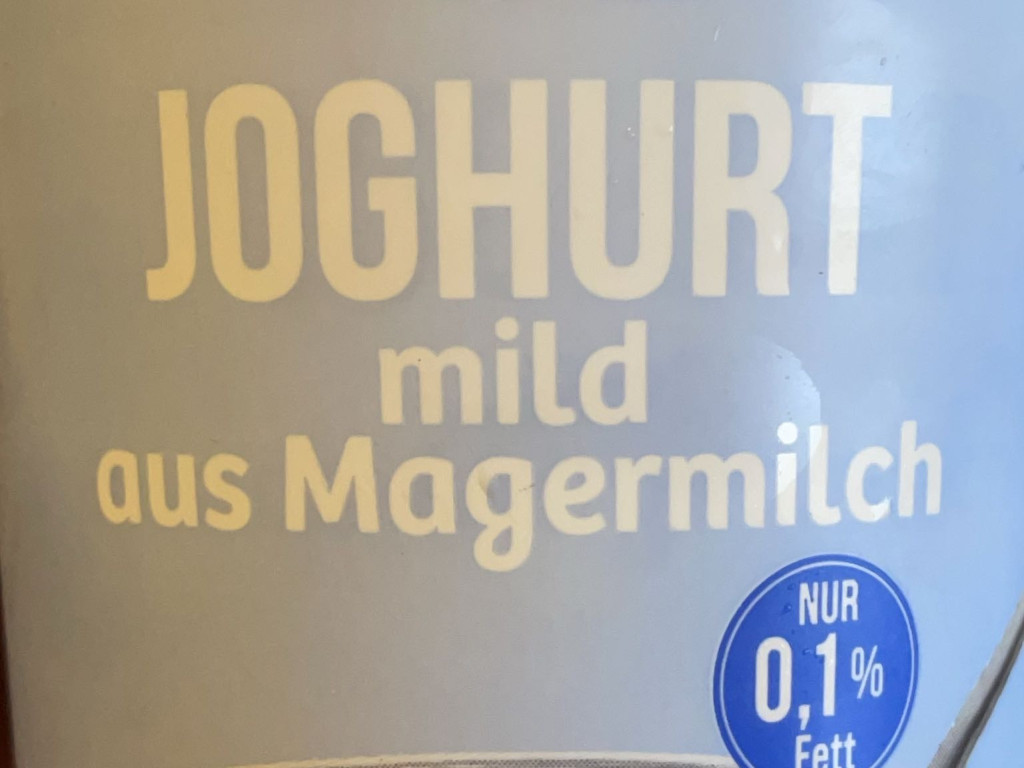 JOGHURT
mild
aus Magermilch
NUR
0,1%
Fett